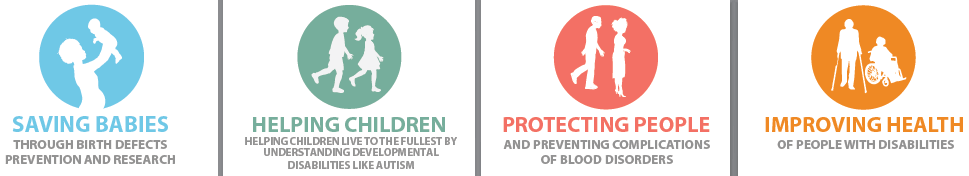 SAVING BABIES
THROUGH BIRTH DEFECTS
PREVENTION AND RESEARCH
HELPING CHILDREN
HELPING CHILDREN LIVE TO THE FULLEST BY
UNDERSTANDING DEVELOPMENTAL
DISABILITIES LIKE AUTISM
PROTECTING PEOPLE
AND PREVENTING COMPLICATIONS
OF BLOOD DISORDERS
IMPROVING HEALTH
OF PEOPLE WITH DISABILITIES